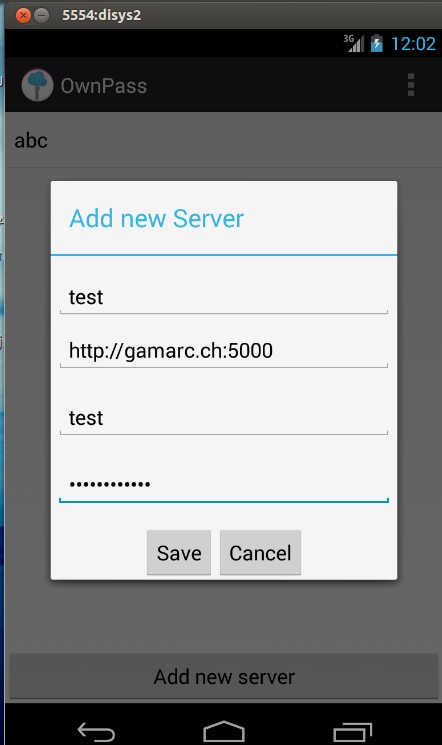 5554:disys2
3G 12:02
OwnPass
abc
Add new Server
test
http://gamarc.ch:5000
test
••••••••••••
Save Cancel
Add new server